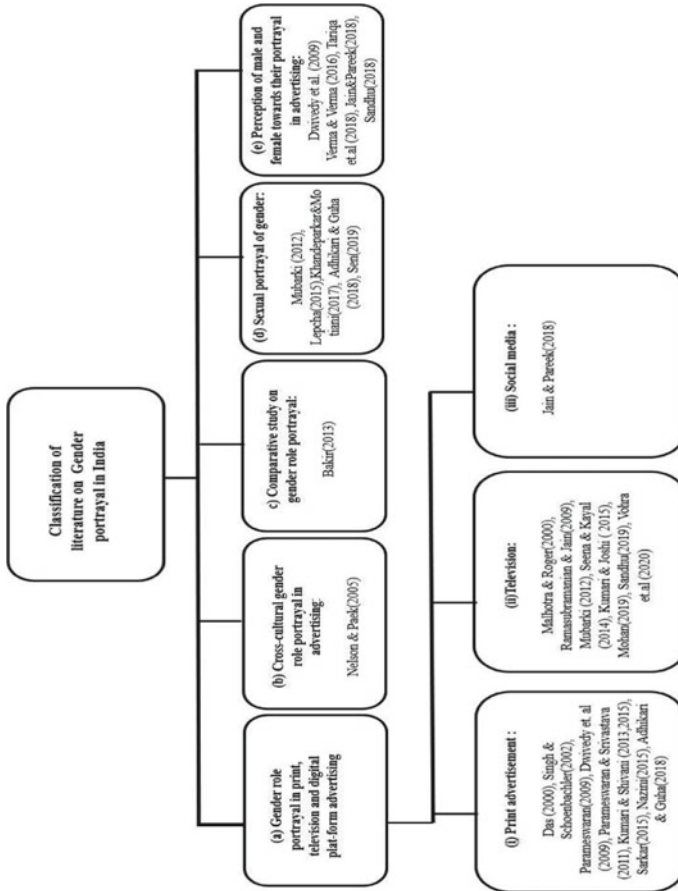 Classification of
literature on Gender
portrayal in India
(a) Gender role
portrayal in print,
television and digital
plat-form advertising
(b) Cross-cultural gender
role portrayal in
advertising:
Nelson & Paek(2005)
c) Comparative study on
gender role portrayal:
Bakir(2013)
(d) Sexual portrayal of gender:
Mubarki (2012),
Lepcha(2015),Khandeparkar&Mo
tiani(2017), Adhikari & Guha
(2018), Sen(2019)
(e) Perception of male and
female towards their portrayal
in advertising:
Dwivedy et al. (2009)
Verma & Verma (2016), Tariqa
et.al (2018), Jain&Pareek(2018),
Sandhu(2018)
(i) Print advertisement :
Das (2000), Singh &
Schoenbachler(2002),
Parameswaran(2009), Dwivedy et. al
(2009), Parameswaran & Srivastava
(2011), Kumari & Shivani (2013,2015),
Sarkar(2015), Nazini(2015), Adhikari
& Guha(2018)
(ii)Television:
Malhotra & Roger(2000),
Ramasubramanian & Jain(2009),
Mubarki (2012), Seena & Kayal
(2014), Kumari & Joshi ( 2015),
Mohan(2019), Sandhu(2019), Vohra
et.al (2020)
(iii) Social media :
Jain & Pareek(2018)